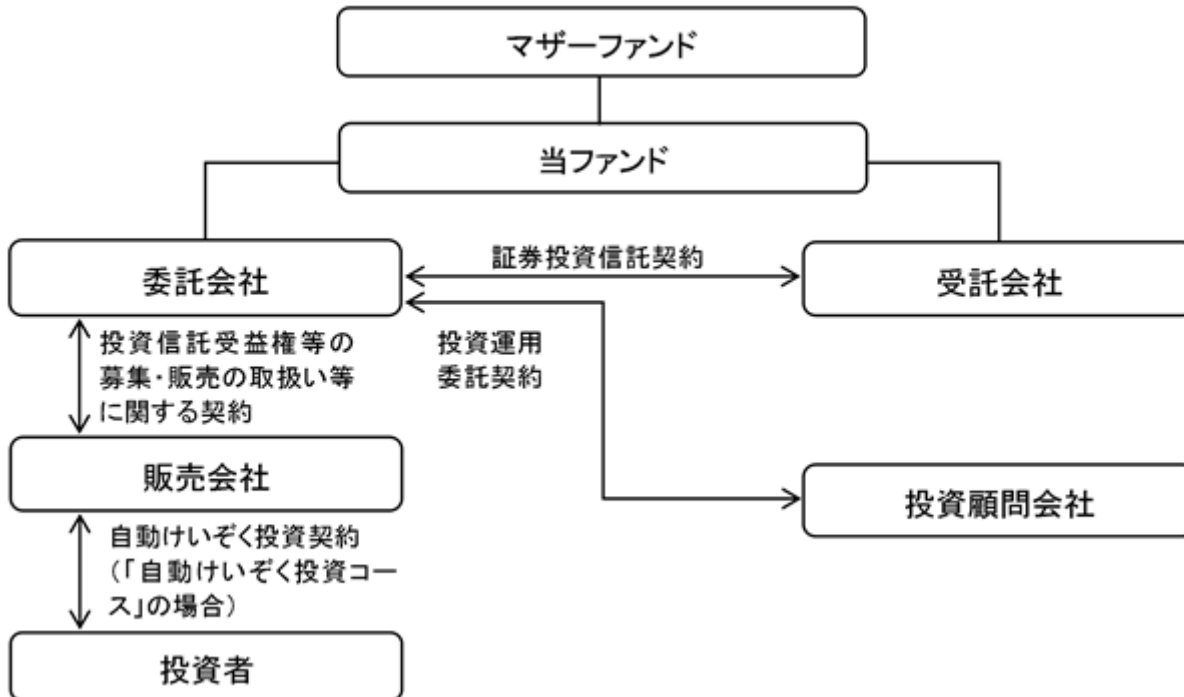 マザーファンド
当ファンド
委託会社
証券投資信託契約
受託会社
投資信託受益権等の
募集・販売の取扱い等
に関する契約
投資運用
委託契約
販売会社
投資顧問会社
自動けいぞく投資契約
（「自動けいぞく投資コー
ス」の場合）
投資者